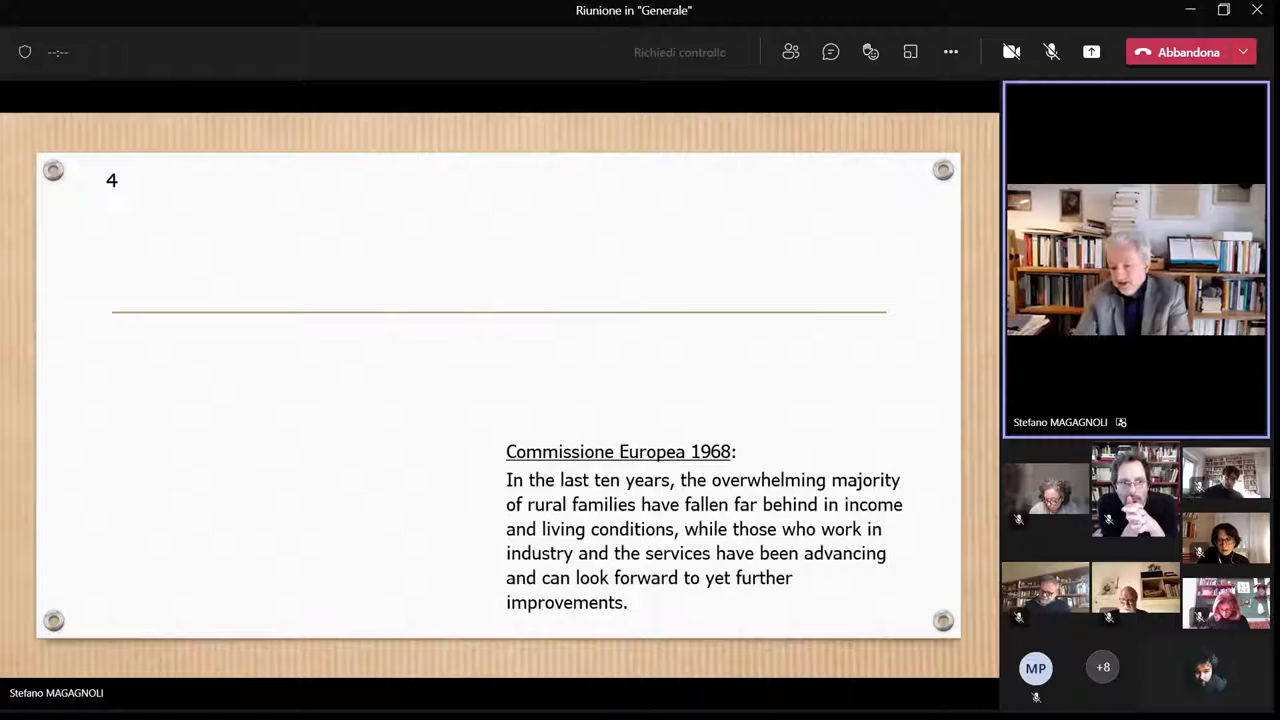 Riunione in "Generale"
--:--
Richiedi controllo
Abbandona
4
Commissione Europea 1968:
In the last ten years, the overwhelming majority
of rural families have fallen far behind in income
and living conditions, while those who work in
industry and the services have been advancing
and can look forward to yet further
improvements.
Stefano MAGAGNOLI
MP
+8
Stefano MAGAGNOLI